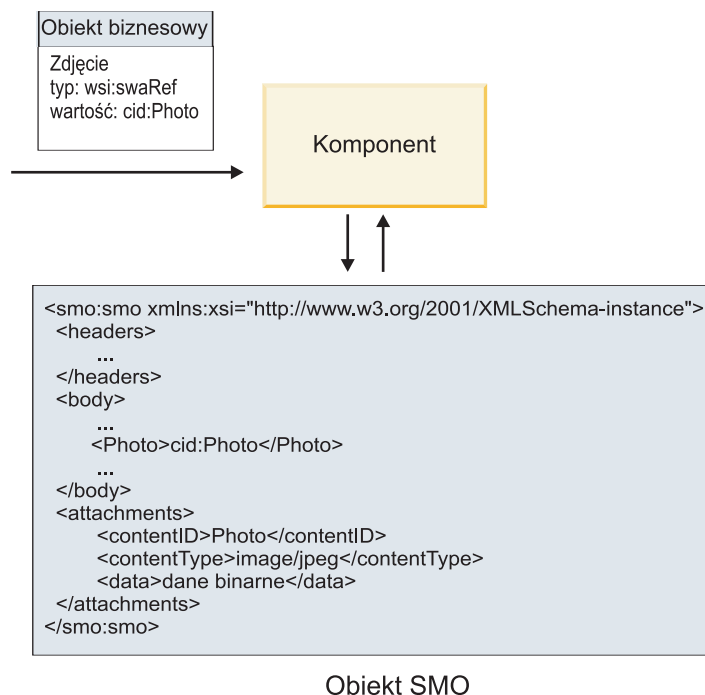 Obiekt biznesowy
Zdjęcie
typ: wsi:swaRef
wartość: cid:Photo
Komponent
<smo:smo xmlns:xsi="http://www.w3.org/2001/XMLSchema-instance">
<headers>
...
</headers>
<body>
...
<Photo>cid:Photo</Photo>
...
</body>
<attachments>
<contentID>Photo</contentID>
<contentType>image/jpeg</contentType>
<data>dane binarne</data>
</attachments>
</smo:smo>
Obiekt SMO